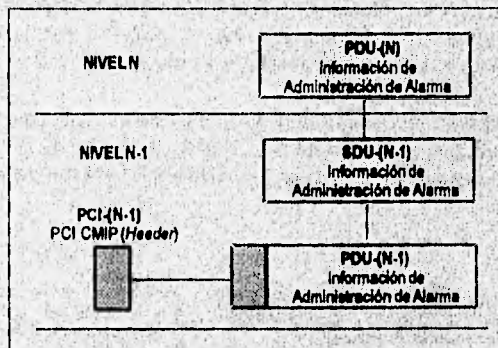 NIVEL N
PDU-(N)
Información de
Administración de Alarma
NIVEL N-1
SDU-(N-1)
Información de
Administración de Alarma
PCI-(N-1)
PCI CMIP (Header)
PDU-(N-1)
Información de
Administración de Alarma